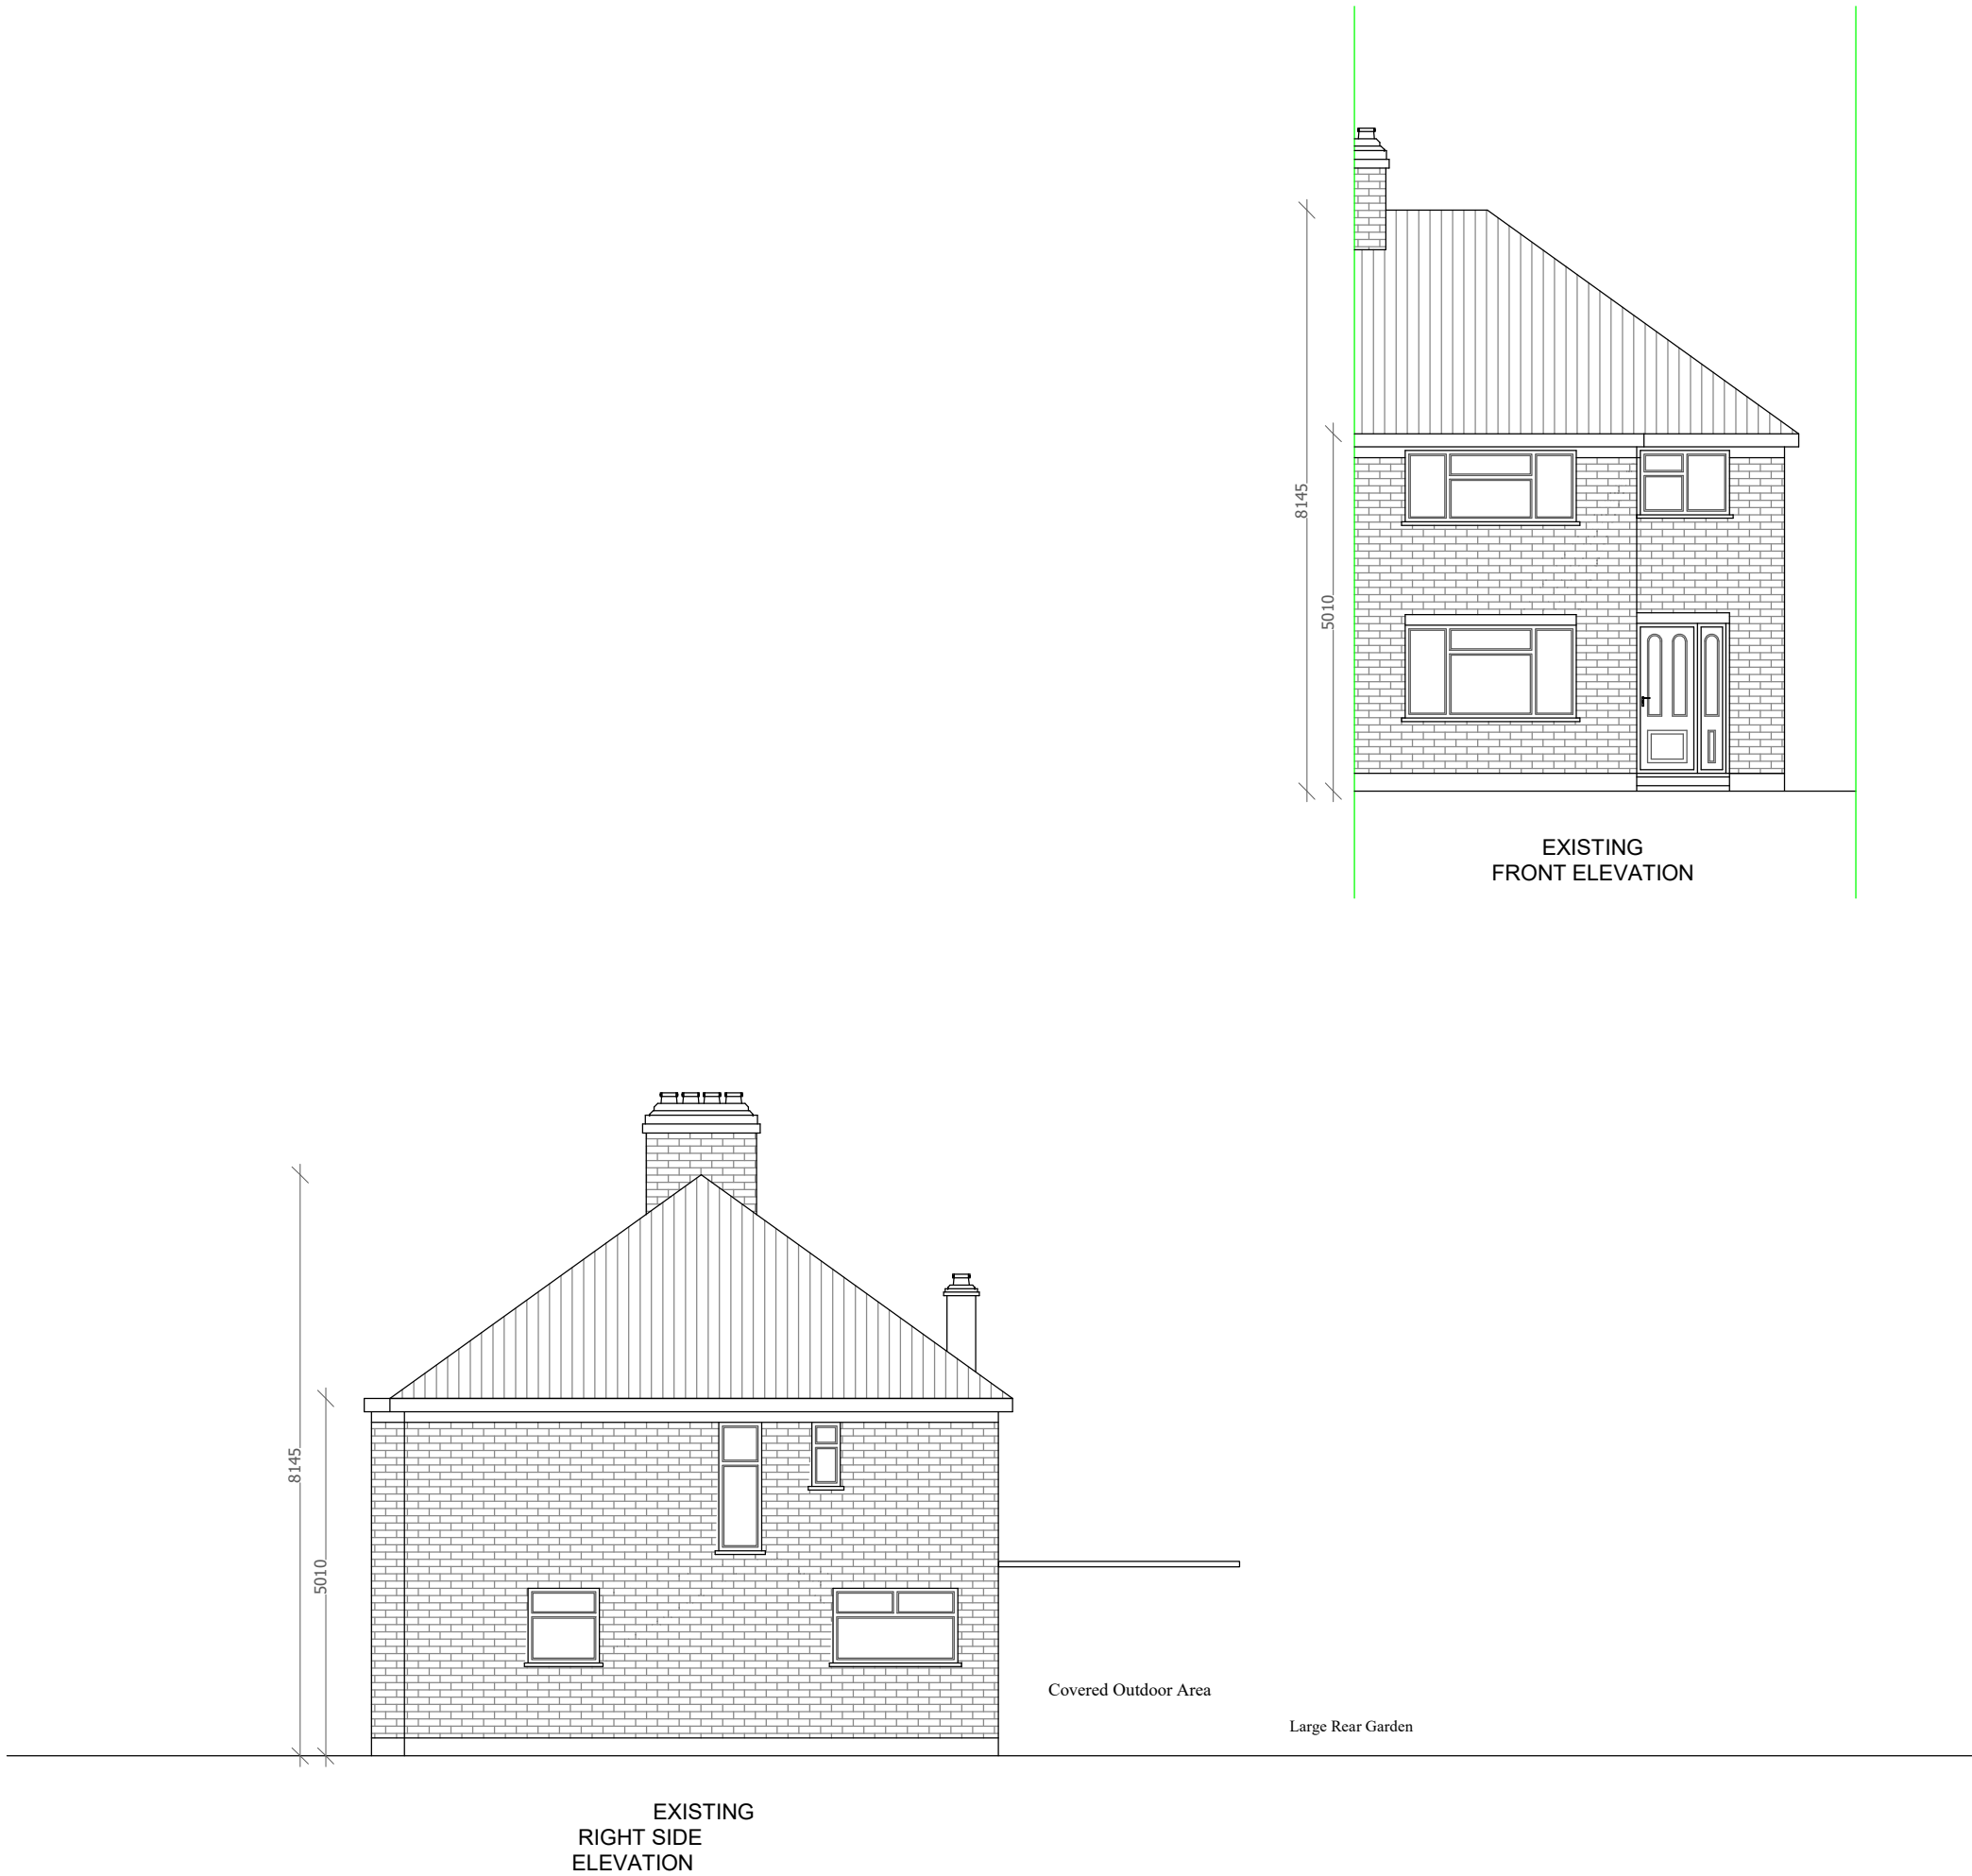 8145
5010
EXISTING
FRONT ELEVATION
8145
5010
Covered Outdoor Area
Large Rear Garden
EXISTING
RIGHT SIDE
ELEVATION